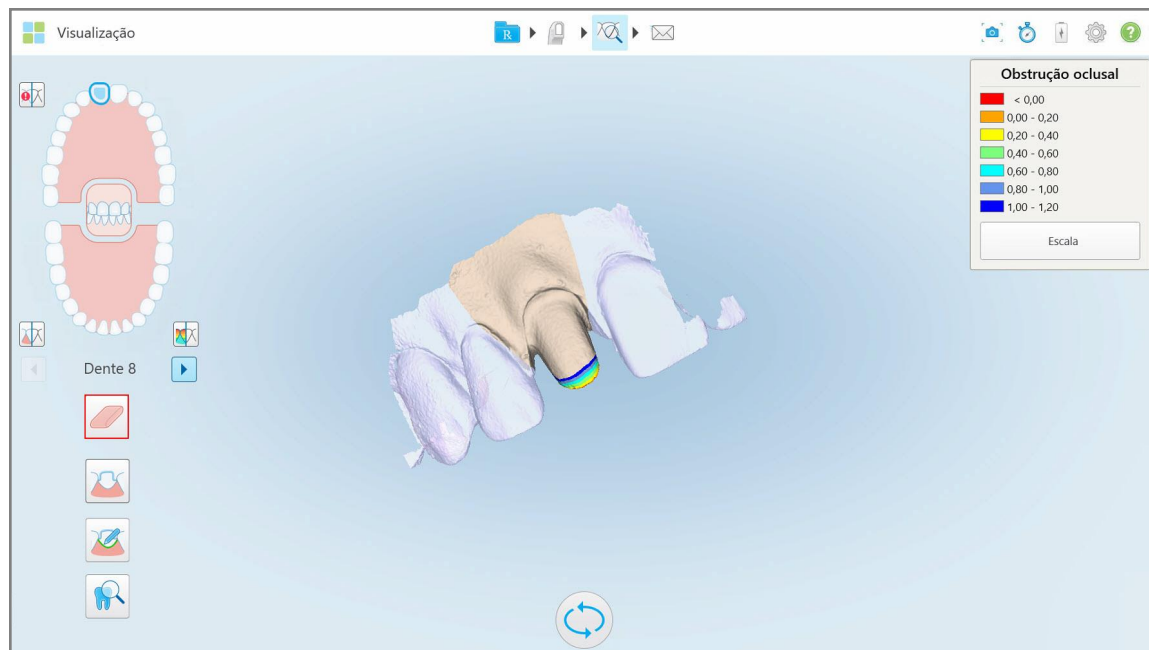 Visualização
R
?
Obstrução oclusal
< 0,00
0,00 - 0,20
0,20 - 0,40
0,40 - 0,60
0,60 - 0,80
0,80 - 1,00
1,00 - 1,20
Escala
Dente 8